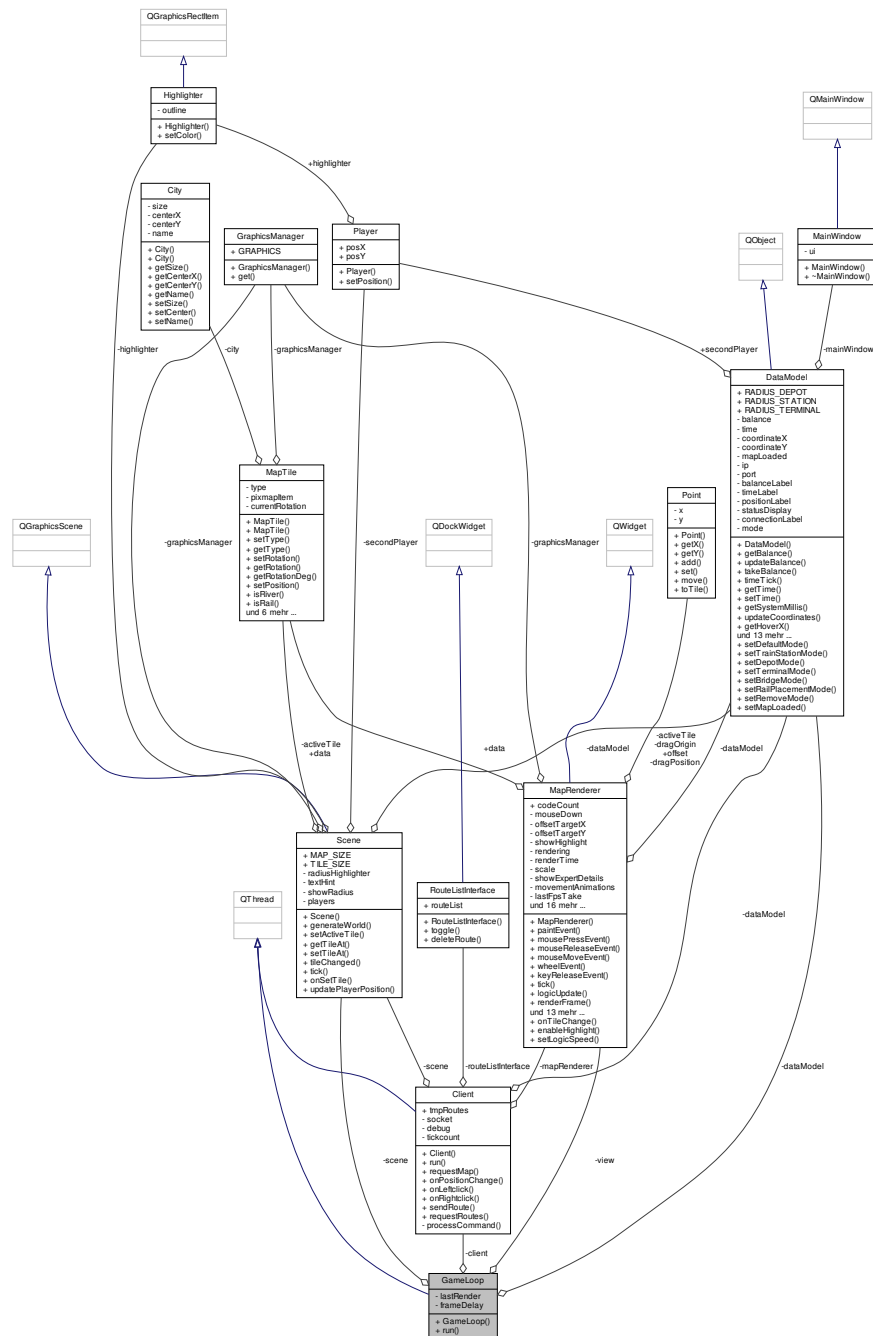 QGraphicsRectItem
Highlighter
- outline
+ Highlighter()
+ setColor()
QMainWindow
+highlighter
City
- size
- centerX
- centerY
- name
+ City()
+ City()
+ getSize()
+ getCenterX()
+ getCenterY()
+ getName()
+ setSize()
+ setCenter()
+ setName()
GraphicsManager
+ GRAPHICS
+ GraphicsManager()
+ get()
Player
+ posX
+ posY
+ Player()
+ setPosition()
QObject
MainWindow
- ui
+ MainWindow()
+ ~MainWindow()
-highlighter
-city
-graphicsManager
+secondPlayer
-mainWindow
DataModel
+ RADIUS_DEPOT
+ RADIUS_STATION
+ RADIUS_TERMINAL
- balance
- time
- coordinateX
- coordinateY
- mapLoaded
- ip
- port
- balanceLabel
- timeLabel
- positionLabel
- statusDisplay
- connectionLabel
- mode
+ DataModel()
+ getBalance()
+ updateBalance()
+ takeBalance()
+ timeTick()
+ getTime()
+ setTime()
+ getSystemMillis()
+ updateCoordinates()
+ getHoverX()
und 13 mehr ...
+ setDefaultMode()
+ setTrainStationMode()
+ setDepotMode()
+ setTerminalMode()
+ setBridgeMode()
+ setRailPlacementMode()
+ setRemoveMode()
+ setMapLoaded()
MapTile
- type
- pixmapItem
- currentRotation
+ MapTile()
+ MapTile()
+ setType()
+ getType()
+ setRotation()
+ getRotation()
+ getRotationDeg()
+ setPosition()
+ isRiver()
+ isRail()
und 6 mehr ...
Point
- x
- y
+ Point()
+ getX()
+ getY()
+ add()
+ set()
+ move()
+ toTile()
QGraphicsScene
QDockWidget
QWidget
-graphicsManager
-secondPlayer
-graphicsManager
-activeTile
+data
+data
-dataModel
-activeTile
-dragOrigin
+offset
-dragPosition
-dataModel
MapRenderer
+ codeCount
- mouseDown
- offsetTargetX
- offsetTargetY
- showHighlight
- rendering
- renderTime
- scale
- showExpertDetails
- movementAnimations
- lastFpsTake
und 16 mehr ...
+ MapRenderer()
+ paintEvent()
+ mousePressEvent()
+ mouseReleaseEvent()
+ mouseMoveEvent()
+ wheelEvent()
+ keyReleaseEvent()
+ tick()
+ logicUpdate()
+ renderFrame()
und 13 mehr ...
+ onTileChange()
+ enableHighlight()
+ setLogicSpeed()
Scene
+ MAP_SIZE
+ TILE_SIZE
- radiusHighlighter
- textHint
- showRadius
- players
+ Scene()
+ generateWorld()
+ setActiveTile()
+ getTileAt()
+ setTileAt()
+ tileChanged()
+ tick()
+ onSetTile()
+ updatePlayerPosition()
RouteListInterface
+ routeList
+ RouteListInterface()
+ toggle()
+ deleteRoute()
QThread
-dataModel
-scene
-routeListInterface
-mapRenderer
-dataModel
Client
+ tmpRoutes
- socket
- debug
- tickcount
+ Client()
+ run()
+ requestMap()
+ onPositionChange()
+ onLeftclick()
+ onRightclick()
+ sendRoute()
+ requestRoutes()
- processCommand()
-scene
-view
-client
GameLoop
- lastRender
- frameDelay
+ GameLoop()
+ run()